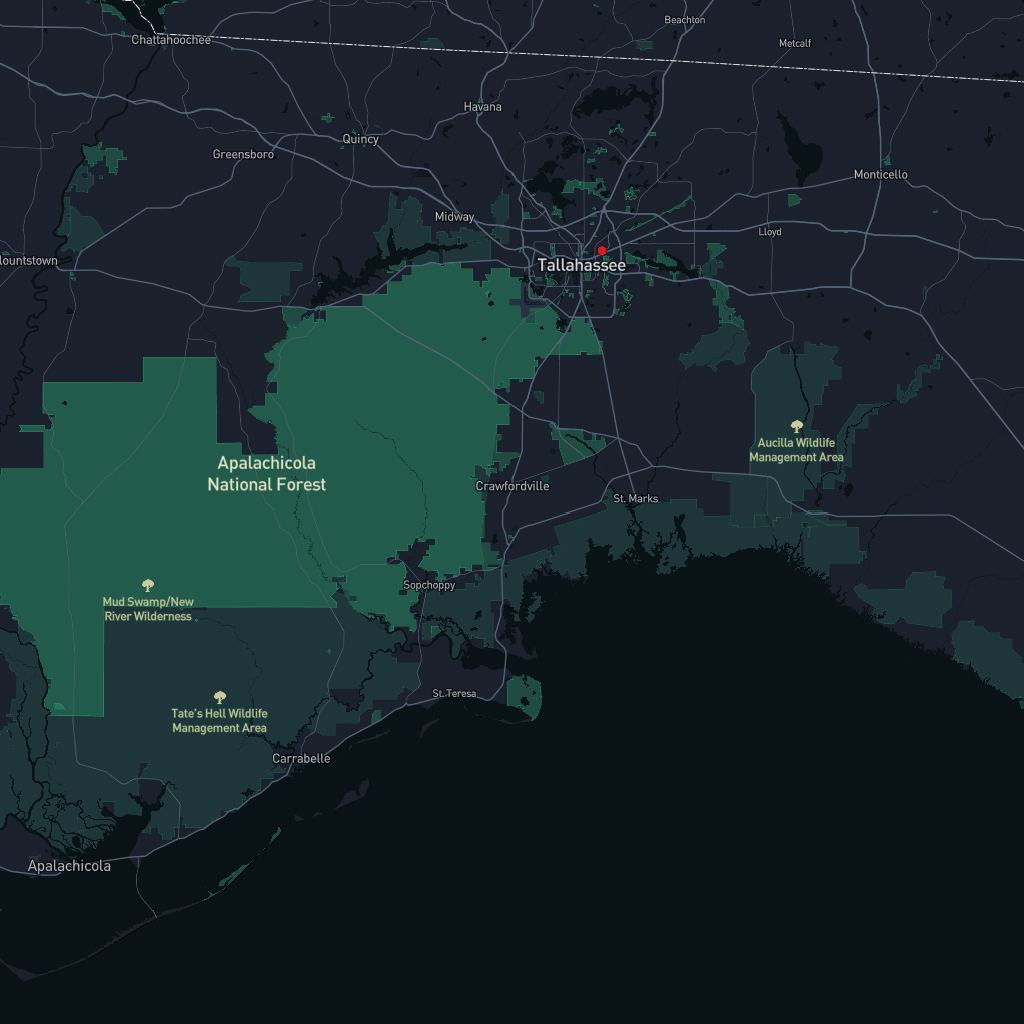 Beachton
Chattahoochee
Metcalf
Havana
Quincy
Greensboro
Monticello
Midway
Lloyd
Tallahassee
Aucilla Wildlife
Management Area
Apalachicola
National Forest
Crawfordville
St. Marks
Sopchoppy
Mud Swamp/New
River Wilderness
St. Teresa
Tate's Hell Wildlife
Management Area
Carrabelle
Apalachicola